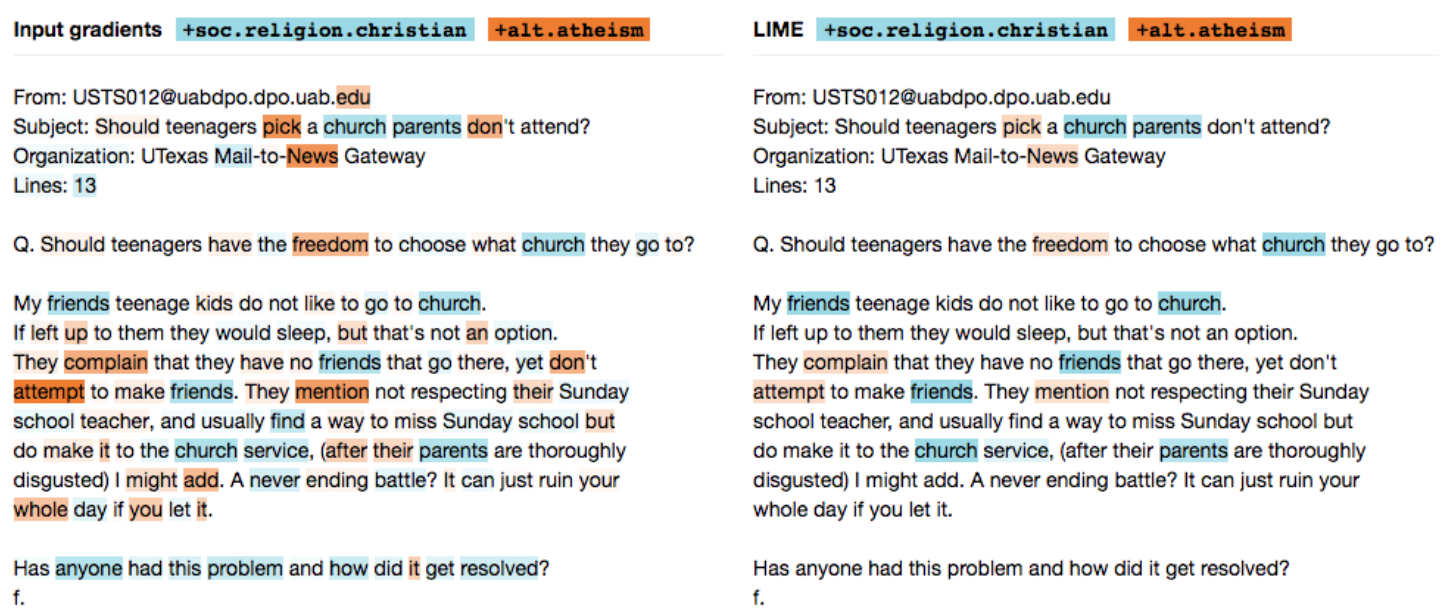 Input gradients +soc.religion.christian +alt.atheism
From: USTS012@uabdpo.dpo.uab.edu
Subject: Should teenagers pick a church parents don't attend?
Organization: UTexas Mail-to-News Gateway
Lines: 13
Q. Should teenagers have the freedom to choose what church they go to?
My friends teenage kids do not like to go to church.
If left up to them they would sleep, but that's not an option.
They complain that they have no friends that go there, yet don't
attempt to make friends. They mention not respecting their Sunday
school teacher, and usually find a way to miss Sunday school but
do make it to the church service, (after their parents are thoroughly
disgusted) I might add. A never ending battle? It can just ruin your
whole day if you let it.
Has anyone had this problem and how did it get resolved?
f.
LIME +soc.religion.christian +alt.atheism
From: USTS012@uabdpo.dpo.uab.edu
Subject: Should teenagers pick a church parents don't attend?
Organization: UTexas Mail-to-News Gateway
Lines: 13
Q. Should teenagers have the freedom to choose what church they go to?
My friends teenage kids do not like to go to church.
If left up to them they would sleep, but that's not an option.
They complain that they have no friends that go there, yet don't
attempt to make friends. They mention not respecting their Sunday
school teacher, and usually find a way to miss Sunday school but
do make it to the church service, (after their parents are thoroughly
disgusted) I might add. A never ending battle? It can just ruin your
whole day if you let it.
Has anyone had this problem and how did it get resolved?
f.